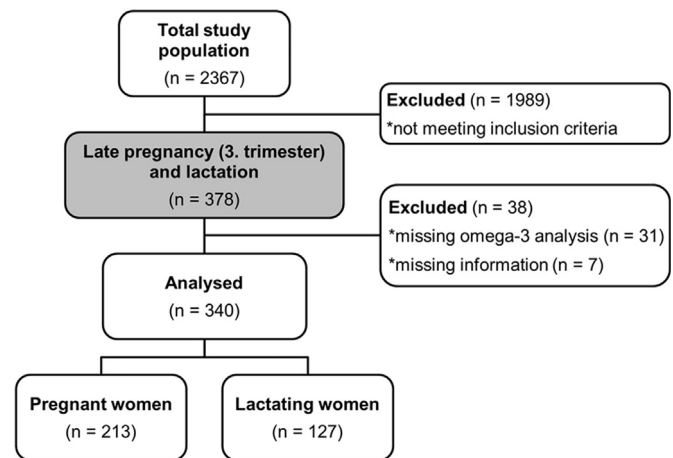 Total study
population
(n = 2367)
Excluded (n = 1989)
*not meeting inclusion criteria
Late pregnancy (3. trimester)
and lactation
(n = 378)
Excluded (n = 38)
*missing omega-3 analysis (n = 31)
*missing information (n = 7)
Analysed
(n = 340)
Pregnant women
(n = 213)
Lactating women
(n = 127)